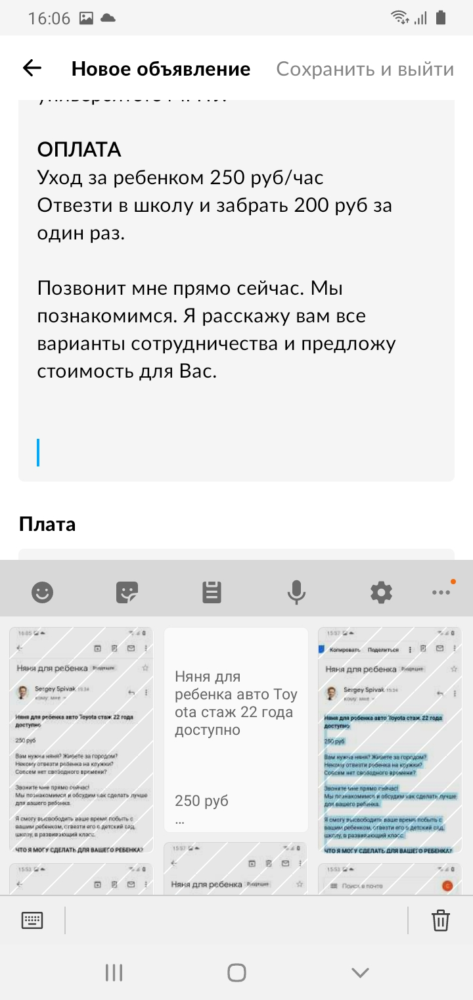 16:06
Новое объявление Сохранить и выйти
ОПЛАТА
Уход за ребенком 250 руб/час
Отвезти в школу и забрать 200 руб за
один раз.
Позвонит мне прямо сейчас. Мы
познакомимся. Я расскажу вам все
варианты сотрудничества и предложу
стоимость для Вас.
Плата
16:05
Няня для ребенка Входящие
Sergey Spivak 15:34
кому: мне
Няня для ребенка авто Toyota стаж 22 года
доступно
250 руб
Вам нужна няня? Живете за городом?
Некому отвезти ребенка на кружки?
Совсем нет свободного времени?
Звоните мне прямо сейчас!
Мы познакомимся и обсудим как сделать лучше
для вашего ребенка.
Я смогу высвободить ваше время побыть с
вашим ребенком, отвезти его в детский сад,
школу, в развивающий класс.
ЧТО Я МОГУ СДЕЛАТЬ ДЛЯ ВАШЕГО РЕБЕНКА?
Няня для
ребенка авто Toy
ota стаж 22 года
доступно
250 руб
...
15:57
Копировать Поделиться
Няня для ребенка Входящие
Sergey Spivak 15:34
кому: мне
Няня для ребенка авто Toyota стаж 22 года
доступно
250 руб
Вам нужна няня? Живете за городом?
Некому отвезти ребенка на кружки?
Совсем нет свободного времени?
Звоните мне прямо сейчас!
Мы познакомимся и обсудим как сделать лучше
для вашего ребенка.
Я смогу высвободить ваше время побыть с
вашим ребенком, отвезти его в детский сад,
школу, в развивающий класс.
ЧТО Я МОГУ СДЕЛАТЬ ДЛЯ ВАШЕГО РЕБЕНКА?
15:53
15:57
Няня для ребенка Входящие
15:53
Поиск в почте
C